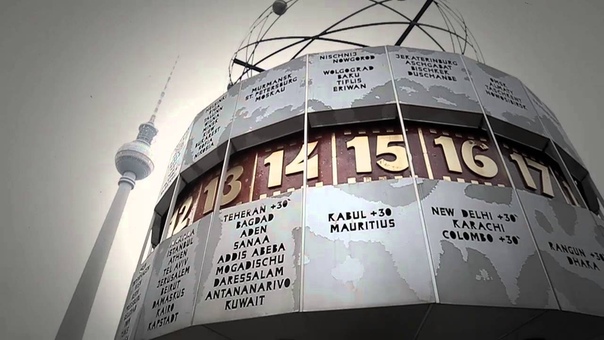 MURMANSK
ST.PETERSBURG
MOSKAU
NISCHNIJ
NOWGOROD
WOLGOGRAD
BAKU
TIFLIS
ERIWAN
JEKATERINBURG
ASCHGABAT
BISCHKEK
DUSCHANBE
12 13 14 15 16 17
ISTANBUL
ATHEN
TEL AVIV
JERUSALEM
BEIRUT
DAMASKUS
KAIRO
KAPSTADT
TEHERAN +30'
BAGDAD
ADEN
SANAA
ADDIS ABEBA
MOGADISCHU
DARESSALAM
ANTANANARIVO
KUWAIT
KABUL +30
MAURITIUS
NEW DELHI +30'
KARACHI
COLOMBO +30'
RANGUN +30'
DHAKA